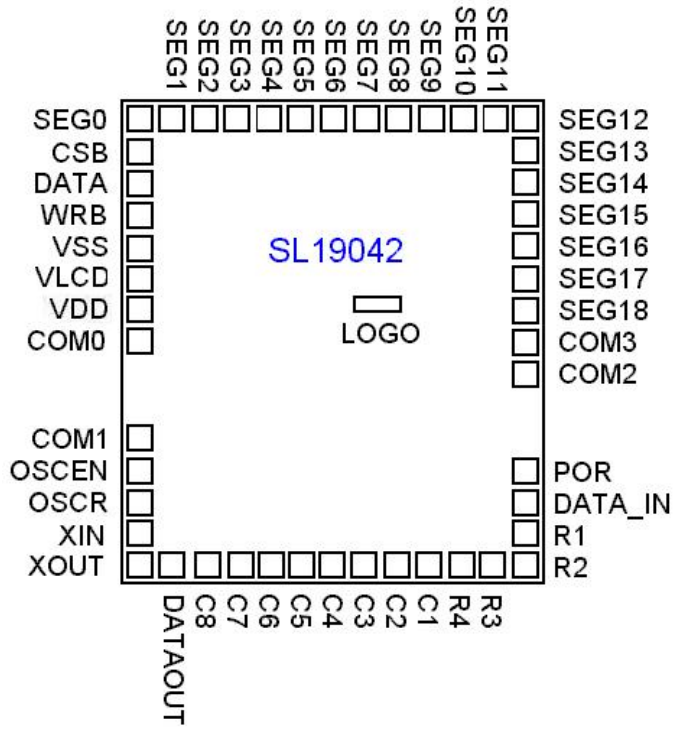 SEG1
SEG2
SEG3
SEG4
SEG5
SEG6
SEG7
SEG8
SEG9
SEG10
SEG11
SEG0
CSB
DATA
WRB
VSS
VLCD
VDD
COM0
COM1
OSCEN
OSCR
XIN
XOUT
SL19042
LOGO
SEG12
SEG13
SEG14
SEG15
SEG16
SEG17
SEG18
COM3
COM2
POR
DATA_IN
R1
R2
DATAOUT
C8
C7
C6
C5
C4
C3
C2
C1
R4
R3